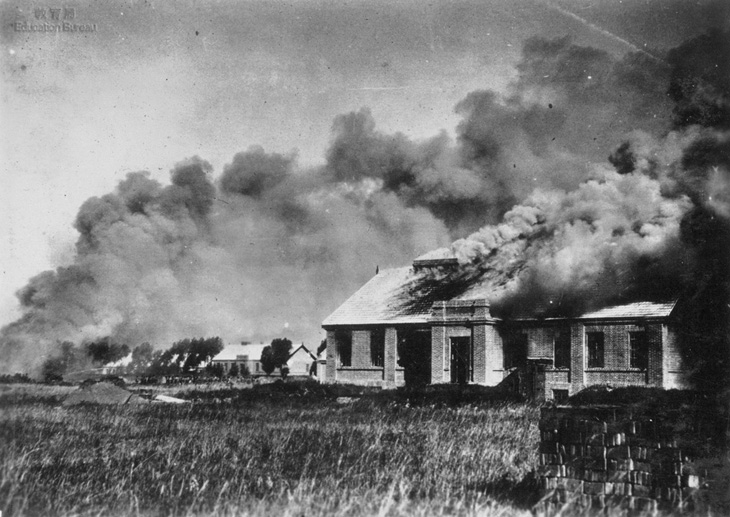 教育局
Education Bureau